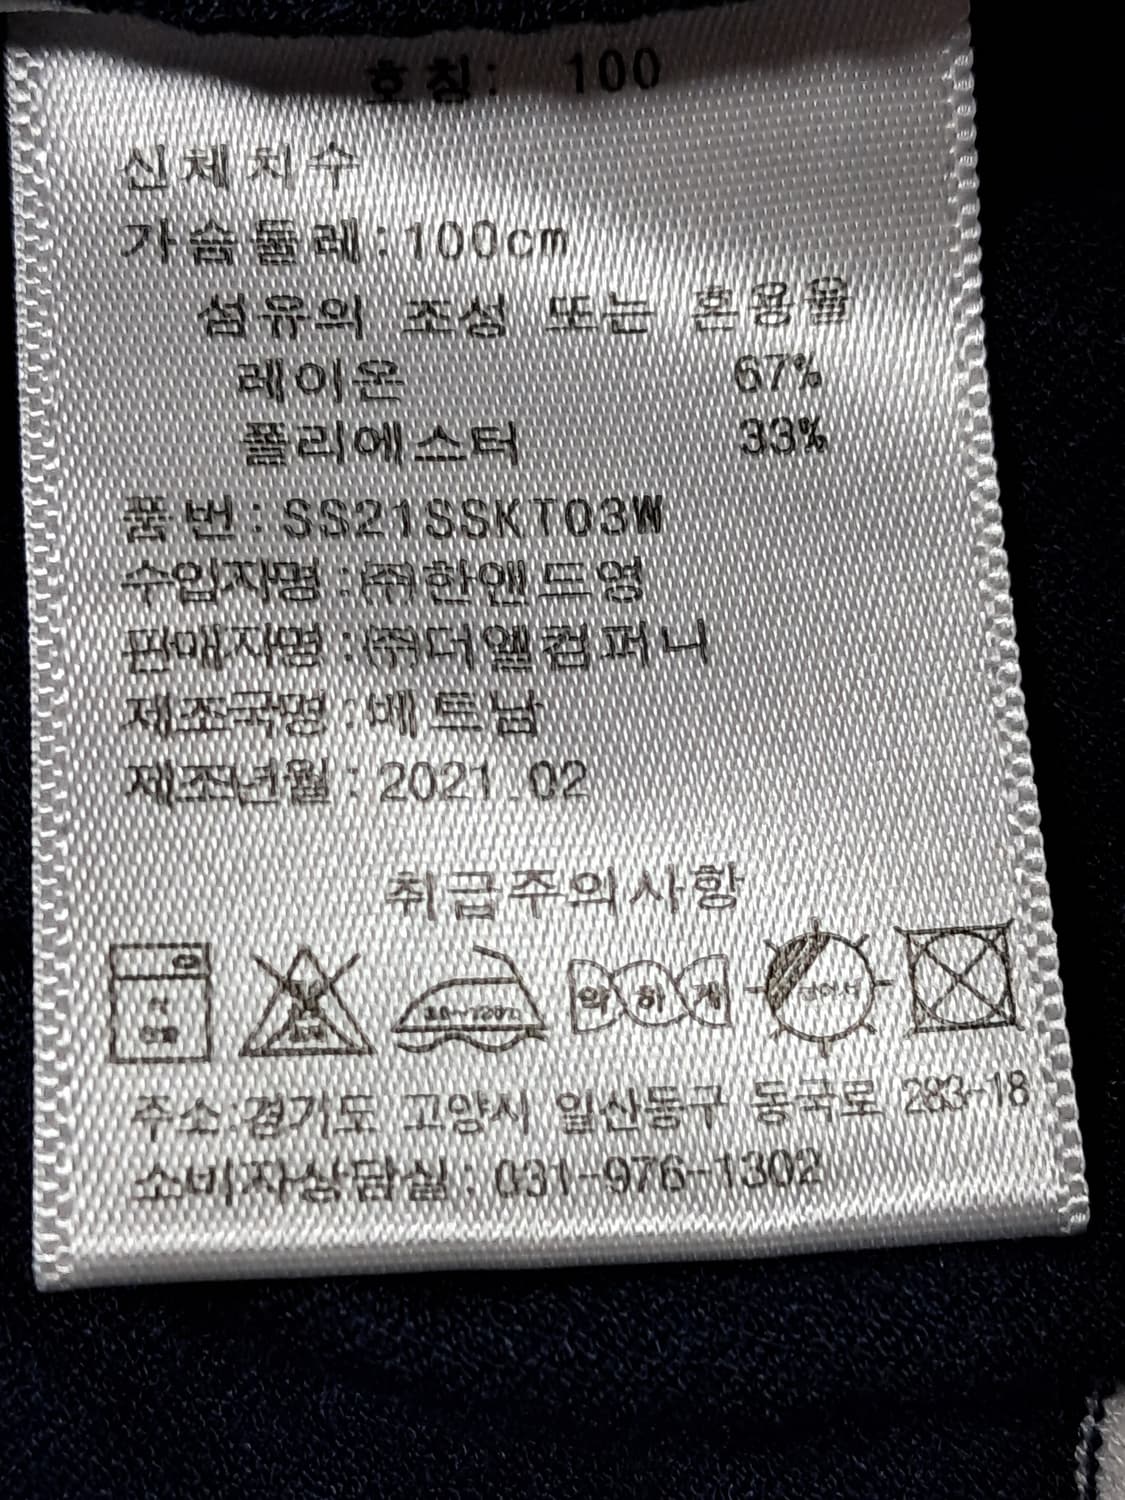 호칭: 100
신체치수
가슴둘레:100cm
섬유의 조성 또는 혼용율
레이온 67%
폴리에스터 33%
품번:SS21SSKT03W
수입자명:㈜한앤드영
판매자명:㈜더엘컴퍼니
제조국명:베트남
제조년월:2021.02
취급주의사항
약하게
주소:경기도 고양시 일산동구 동국로 283-18
소비자상담실:031-976-1302